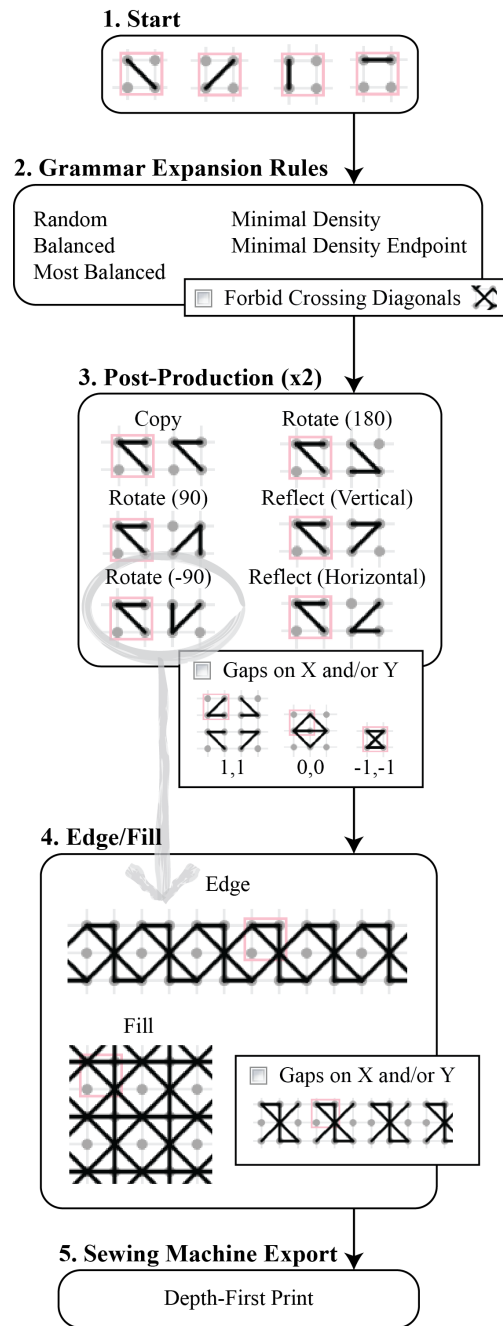 1. Start
2. Grammar Expansion Rules
Random
Balanced
Most Balanced
Minimal Density
Minimal Density Endpoint
Forbid Crossing Diagonals
3. Post-Production (x2)
Copy
Rotate (180)
Rotate (90)
Reflect (Vertical)
Rotate (-90)
Reflect (Horizontal)
Gaps on X and/or Y
1,1
0,0
-1,-1
4. Edge/Fill
Edge
Fill
Gaps on X and/or Y
5. Sewing Machine Export
Depth-First Print